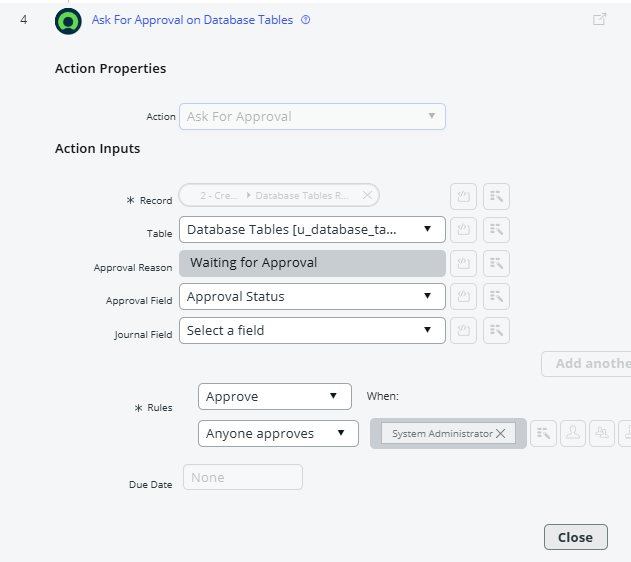 4 Ask For Approval on Database Tables
Action Properties
Action Ask For Approval
Action Inputs
* Record 2 - Cre... Database Tables R...
Table Database Tables [u_database_ta...
Approval Reason Waiting for Approval
Approval Field Approval Status
Journal Field Select a field
Add anothe
* Rules Approve When:
Anyone approves System Administrator
Due Date None
Close